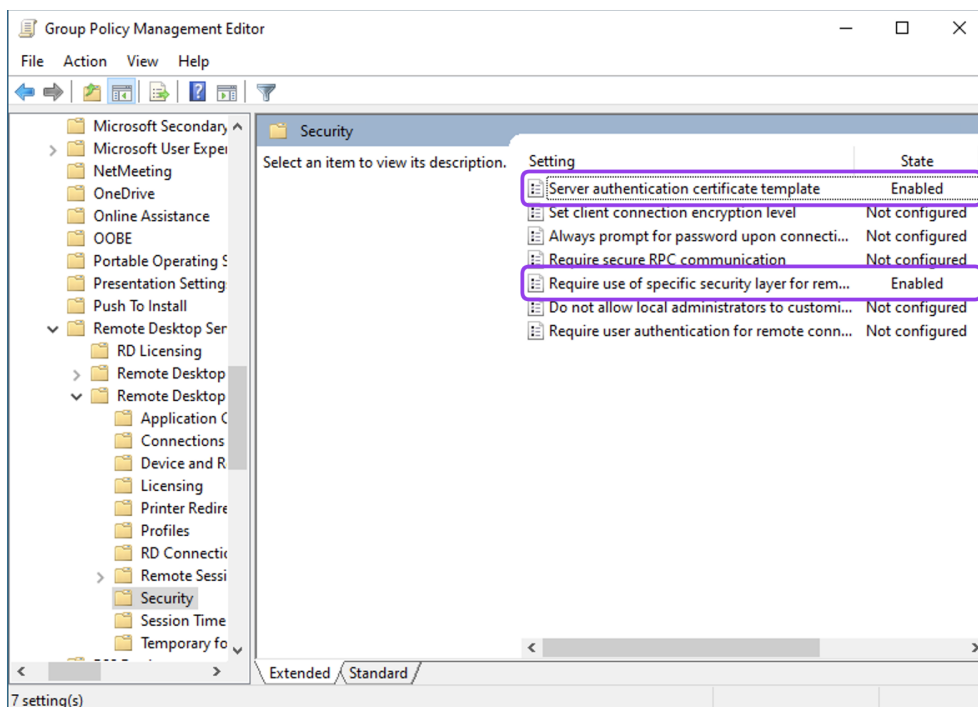 Group Policy Management Editor
File Action View Help
Microsoft Secondary
Microsoft User Exper
NetMeeting
OneDrive
Online Assistance
OOBE
Portable Operating S
Presentation Setting
Push To Install
Remote Desktop Ser
RD Licensing
Remote Desktop
Remote Desktop
Application C
Connections
Device and R
Licensing
Printer Redire
Profiles
RD Connectio
Remote Sessi
Security
Session Time
Temporary fo
Security
Select an item to view its description.
Setting State
Server authentication certificate template Enabled
Set client connection encryption level Not configured
Always prompt for password upon connecti... Not configured
Require secure RPC communication Not configured
Require use of specific security layer for rem... Enabled
Do not allow local administrators to customi... Not configured
Require user authentication for remote conn... Not configured
Extended Standard
7 setting(s)